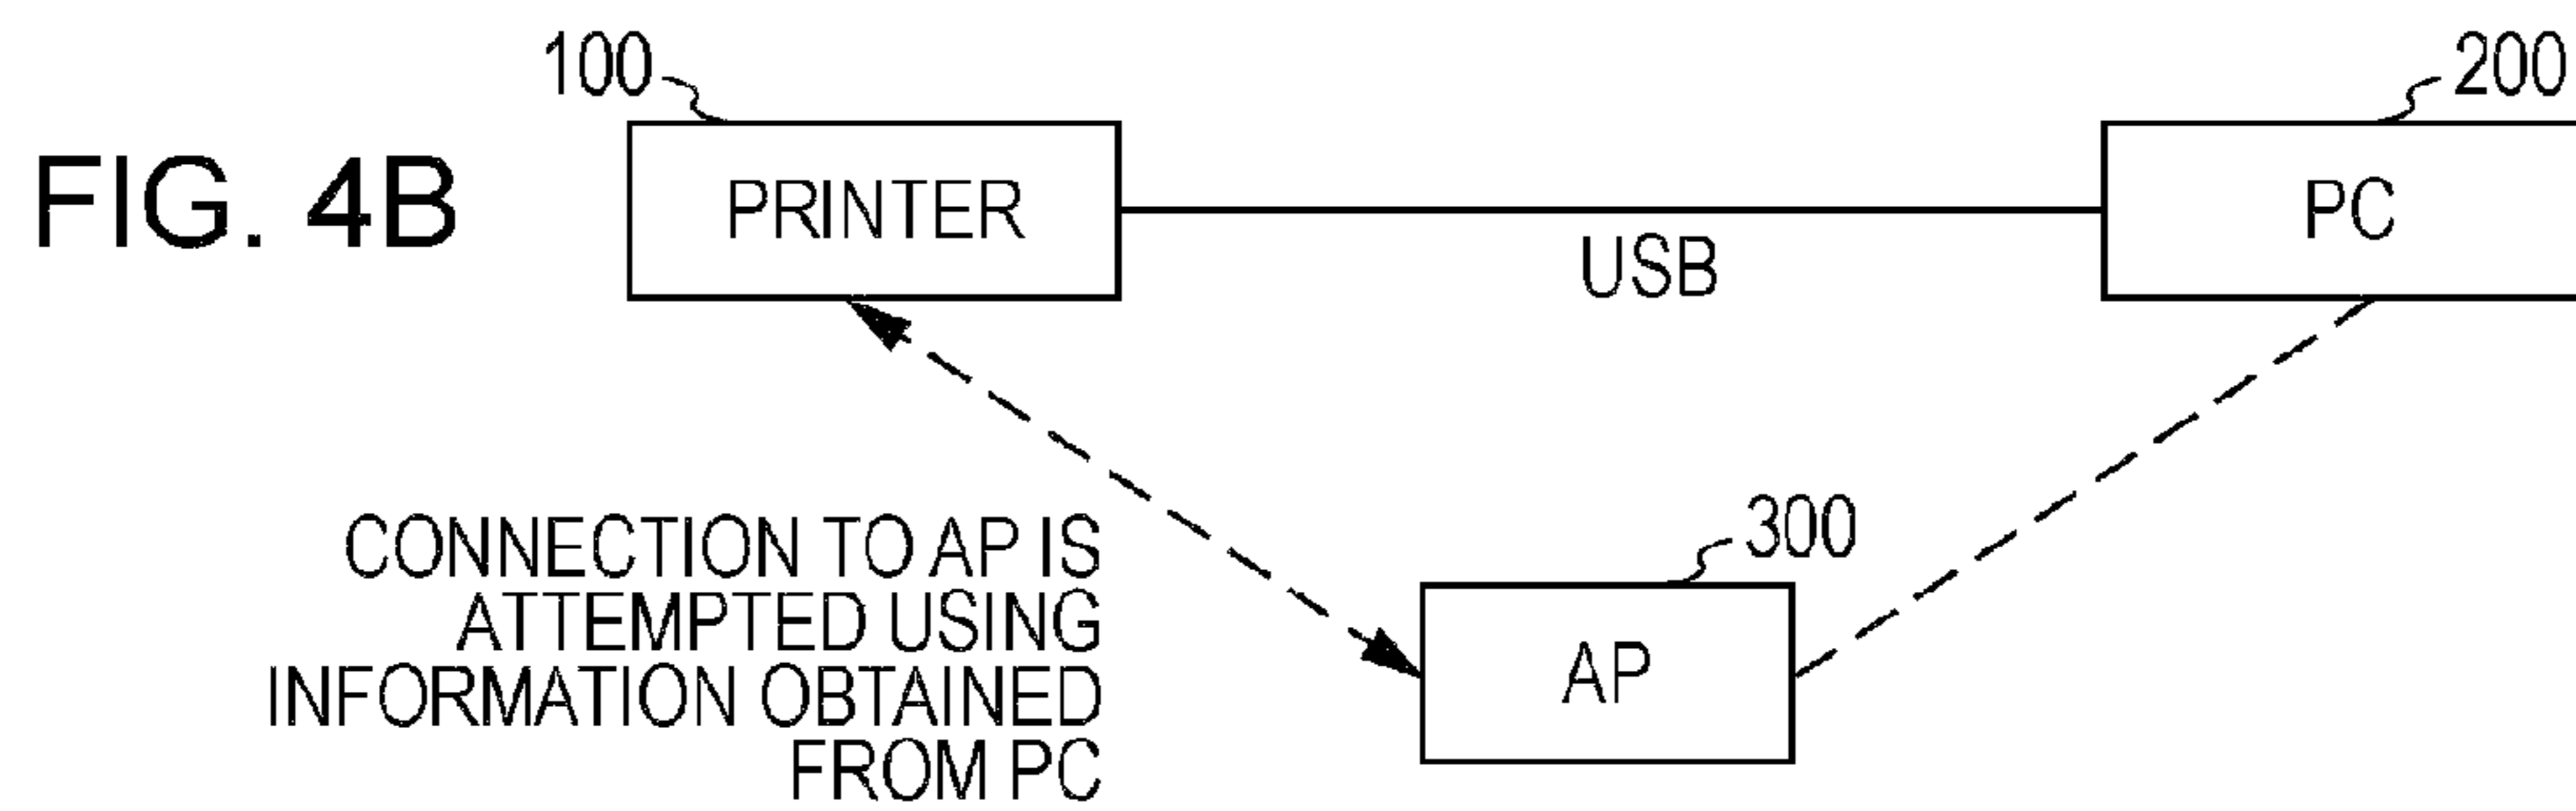 100
200
FIG. 4B
PRINTER
PC
USB
300
CONNECTION TO AP IS
ATTEMPTED USING
INFORMATION OBTAINED
FROM PC
AP